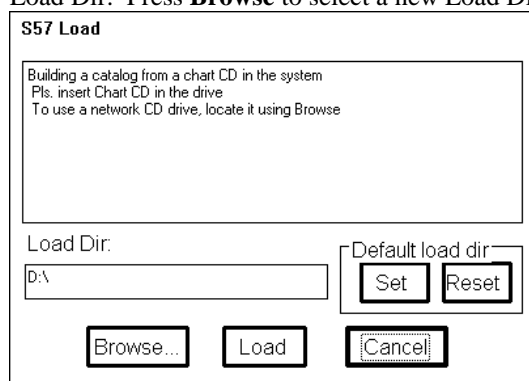 Load Dir. Press Browse to select a new Load Di
S57 Load
Building a catalog from a chart CD in the system
Pls. insert Chart CD in the drive
To use a network CD drive, locate it using Browse
Load Dir:
Default load dir
D:\
Set
Reset
Browse...
Load
Cancel